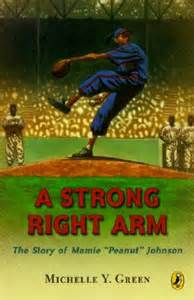 A STRONG
RIGHT ARM
The Story of Mamie "Peanut" Johnson
MICHELLE Y. GREEN